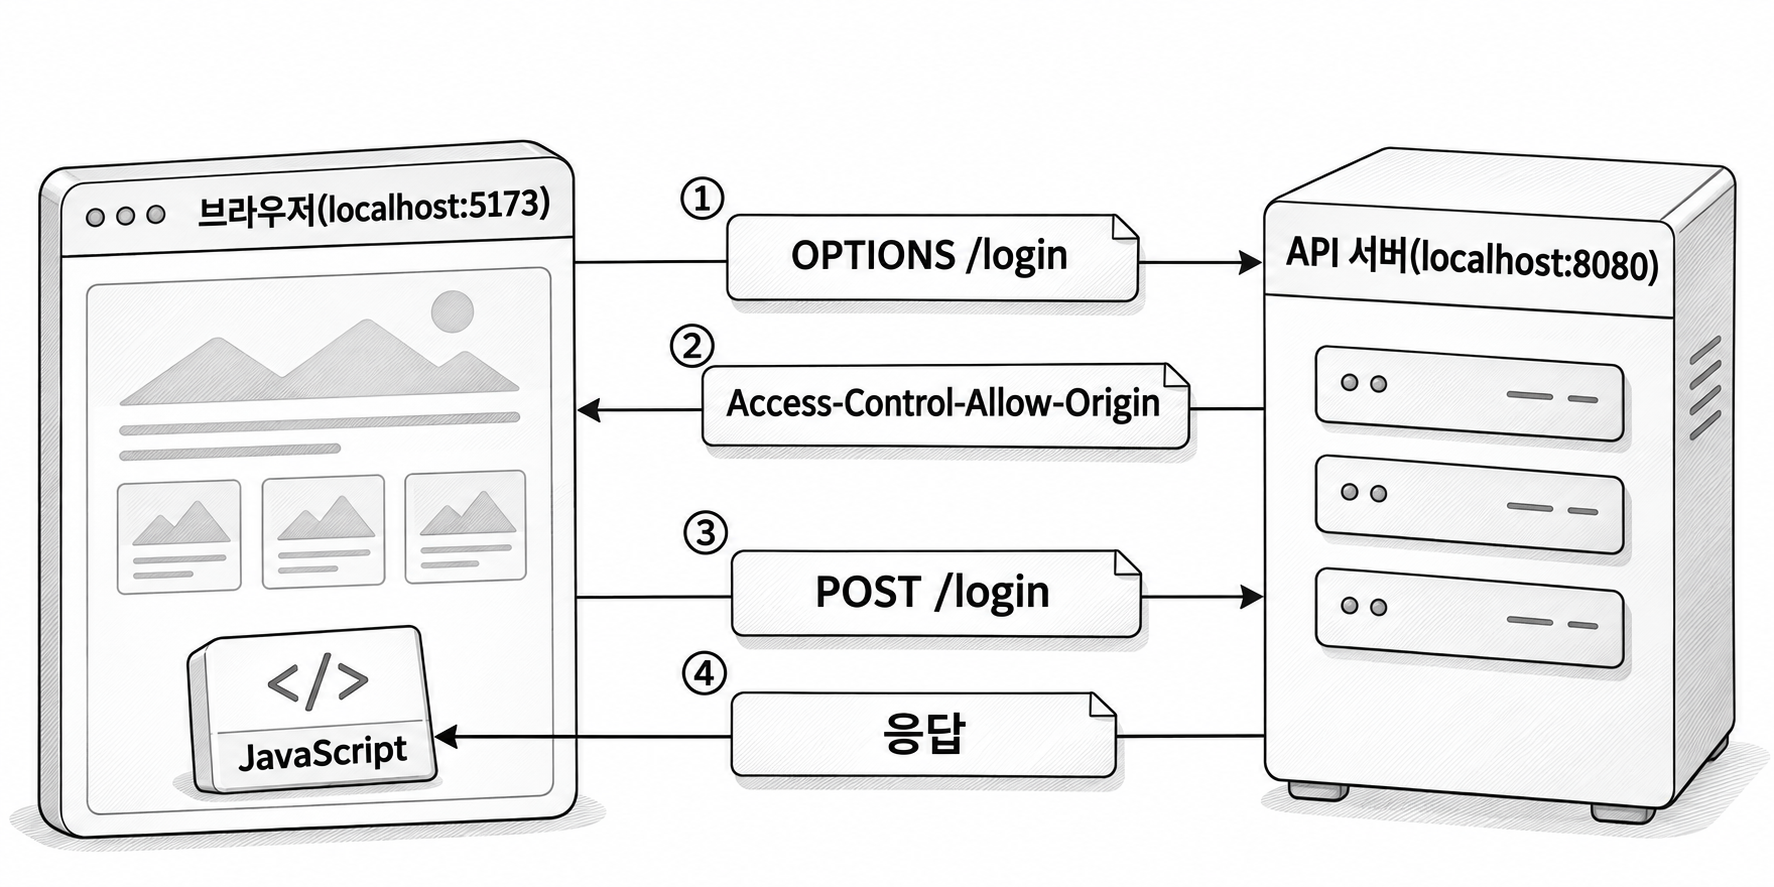 브라우저(localhost:5173)
API 서버(localhost:8080)
①
OPTIONS /login
②
Access-Control-Allow-Origin
③
POST /login
④
응답
</>
JavaScript